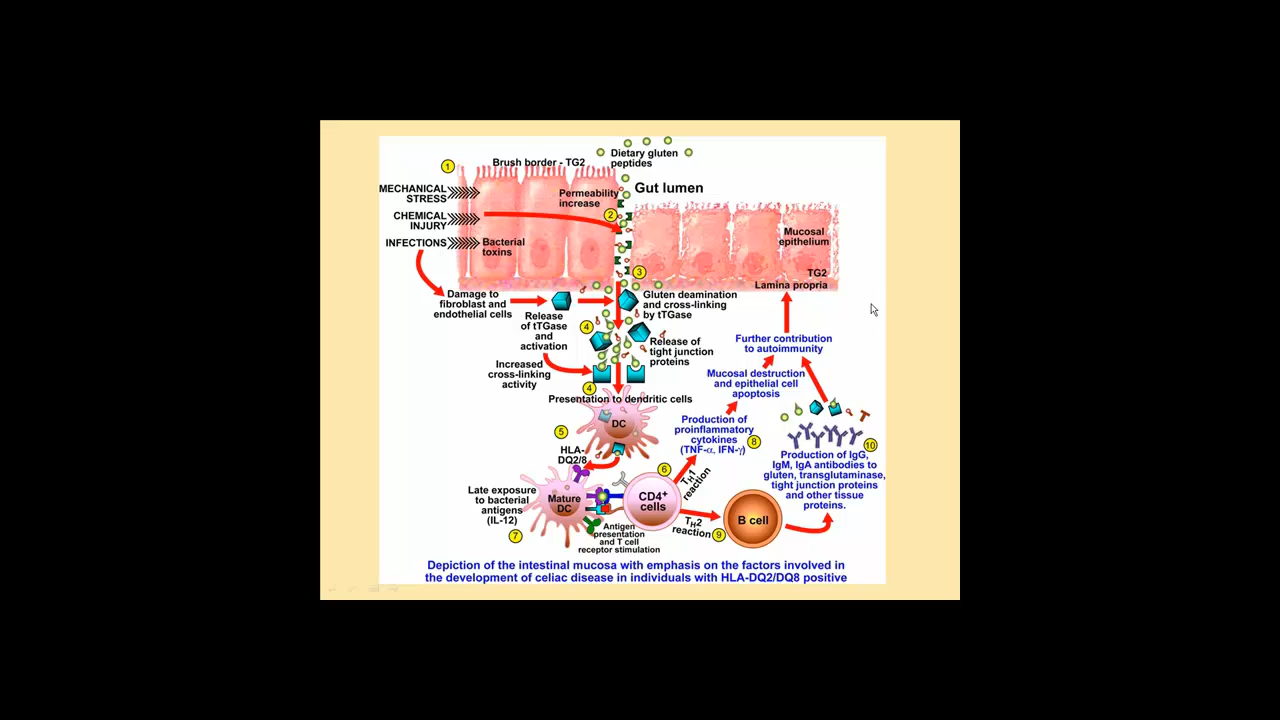 Dietary gluten
peptides
1
Brush border - TG2
MECHANICAL
STRESS
Permeability
increase
Gut lumen
CHEMICAL
INJURY
2
INFECTIONS
Bacterial
toxins
Mucosal
epithelium
3
TG2
Lamina propria
Damage to
fibroblast and
endothelial cells
Release
of tTGase
and
activation
Gluten deamination
and cross-linking
by tTGase
4
Release of
tight junction
proteins
Increased
cross-linking
activity
4
Presentation to dendritic cells
DC
5
HLA-
DQ2/8
Mature
DC
Late exposure
to bacterial
antigens
(IL-12)
7
Antigen
presentation
and T cell
receptor stimulation
6
CD4+
cells
TH1
reaction
TH2
reaction
9
B cell
Production of
proinflammatory
cytokines
(TNF-α, IFN-γ)
8
Mucosal destruction
and epithelial cell
apoptosis
Further contribution
to autoimmunity
10
Production of IgG,
IgM, IgA antibodies to
gluten, transglutaminase,
tight junction proteins
and other tissue
proteins.
Depiction of the intestinal mucosa with emphasis on the factors involved in
the development of celiac disease in individuals with HLA-DQ2/DQ8 positive